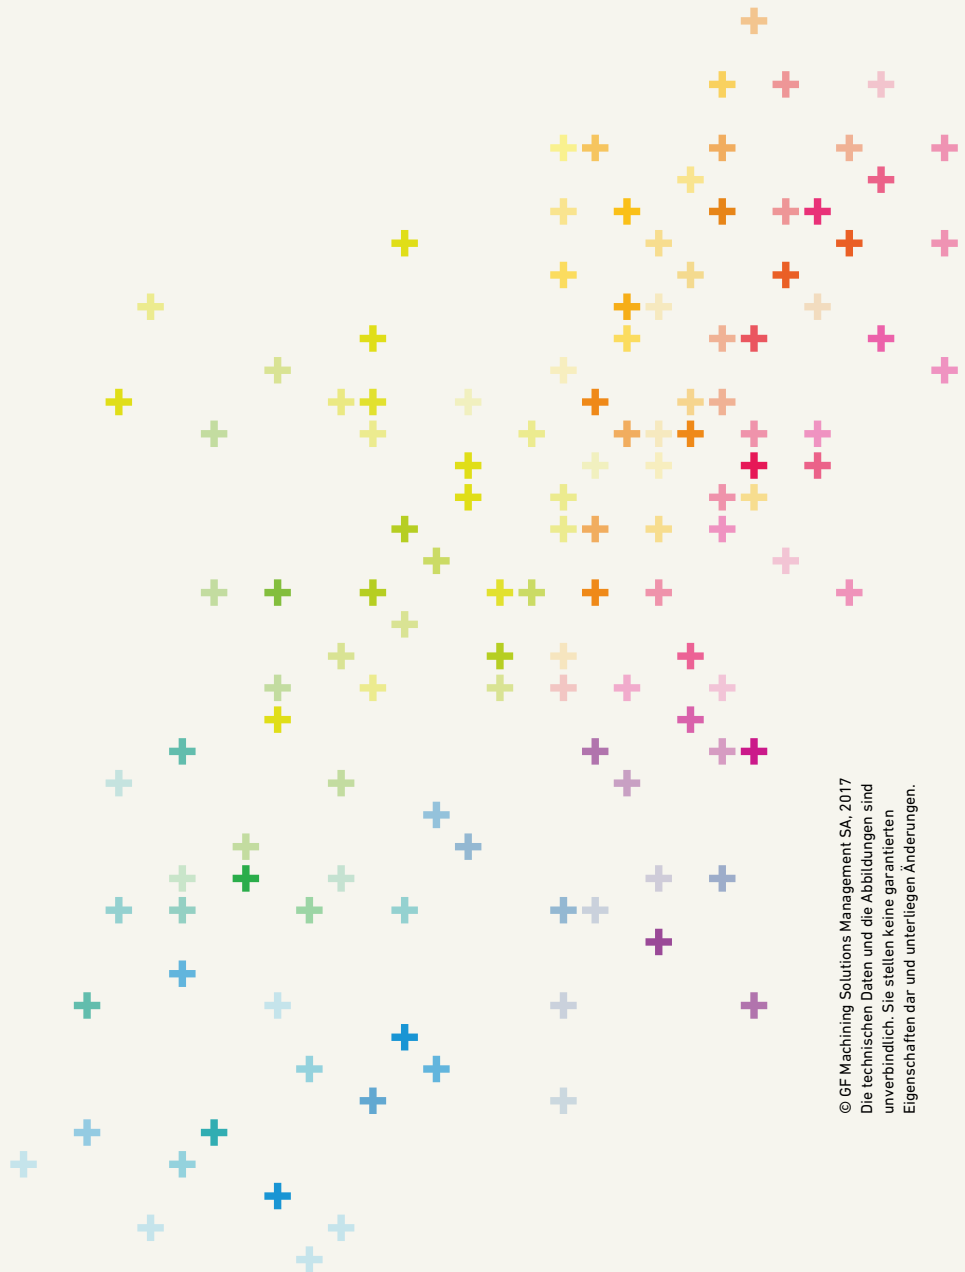 © GF Machining Solutions Management SA, 2017
Die technischen Daten und die Abbildungen sind
unverbindlich. Sie stellen keine garantierten
Eigenschaften dar und unterliegen Änderungen.